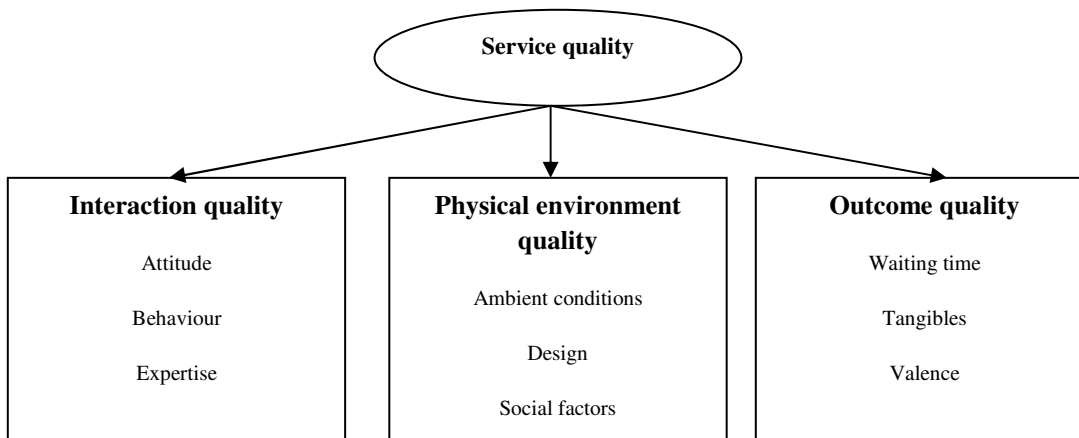 Service quality
Interaction quality
Attitude
Behaviour
Expertise
Physical environment
quality
Ambient conditions
Design
Social factors
Outcome quality
Waiting time
Tangibles
Valence